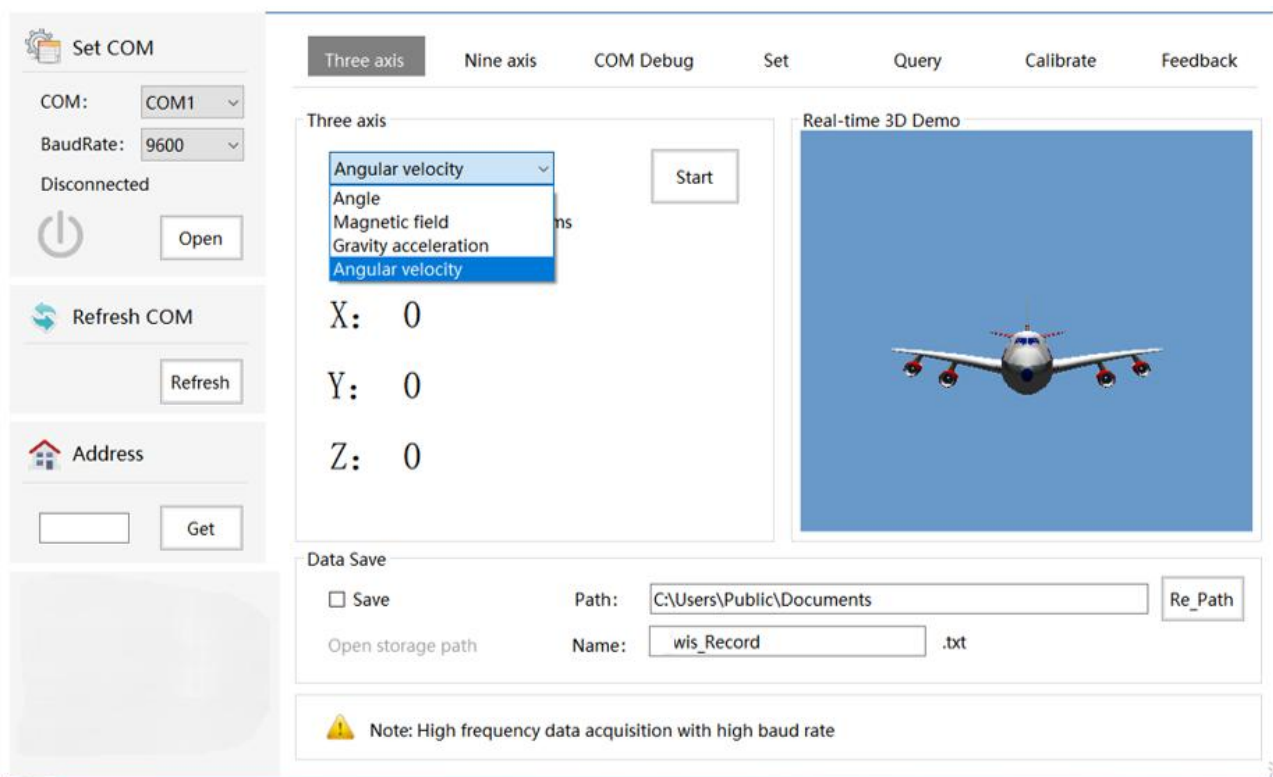 Set COM
COM: COM1
BaudRate: 9600
Disconnected
Open
Refresh COM
Refresh
Address
Get
Three axis Nine axis COM Debug Set Query Calibrate Feedback
Three axis
Angular velocity
Start
Angle
Magnetic field
ms
Gravity acceleration
Angular velocity
X: 0
Y: 0
Z: 0
Real-time 3D Demo
Data Save
Save
Path: C:\Users\Public\Documents
Re_Path
Open storage path
Name: wis_Record .txt
Note: High frequency data acquisition with high baud rate